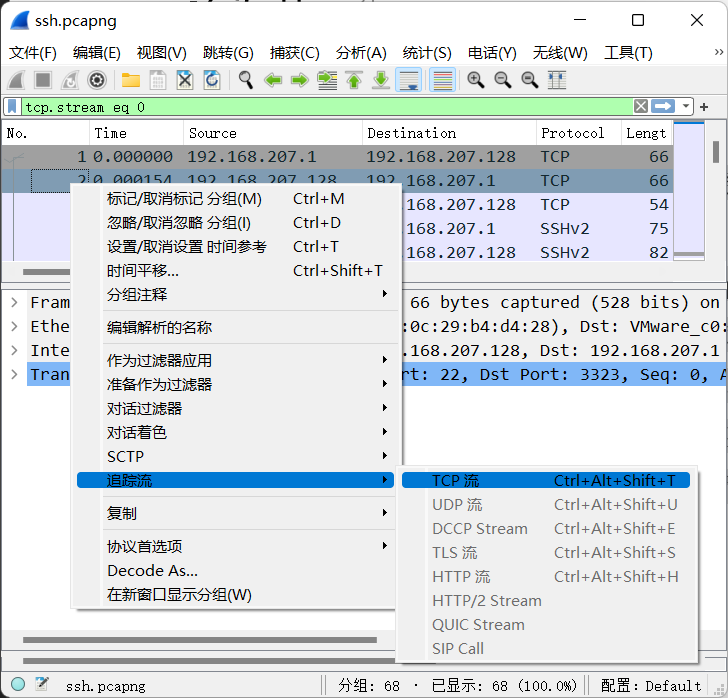 ssh.pcapng
文件(F) 编辑(E) 视图(V) 跳转(G) 捕获(C) 分析(A) 统计(S) 电话(Y) 无线(W) 工具(T) »
tcp.stream eq 0
No. Time Source Destination Protocol Lengt
1 0.000000 192.168.207.1 192.168.207.128 TCP 66
2 0.000154 192.168.207.128 192.168.207.1 TCP 66
.168.207.128 TCP 54
.168.207.1 SSHv2 75
.168.207.128 SSHv2 82
标记/取消标记 分组(M) Ctrl+M
忽略/取消忽略 分组(I) Ctrl+D
设置/取消设置 时间参考 Ctrl+T
时间平移... Ctrl+Shift+T
分组注释
编辑解析的名称
作为过滤器应用
准备作为过滤器
对话过滤器
对话着色
SCTP
追踪流
复制
协议首选项
Decode As...
在新窗口显示分组(W)
Fram 66 bytes captured (528 bits) on
Ethe :0c:29:b4:d4:28), Dst: VMware_c0:
Inte .168.207.128, Dst: 192.168.207.1
Tran rt: 22, Dst Port: 3323, Seq: 0, A
TCP 流 Ctrl+Alt+Shift+T
UDP 流 Ctrl+Alt+Shift+U
DCCP Stream Ctrl+Alt+Shift+E
TLS 流 Ctrl+Alt+Shift+S
HTTP 流 Ctrl+Alt+Shift+H
HTTP/2 Stream
QUIC Stream
SIP Call
ssh.pcapng 分组: 68 · 已显示: 68 (100.0%) 配置: Default